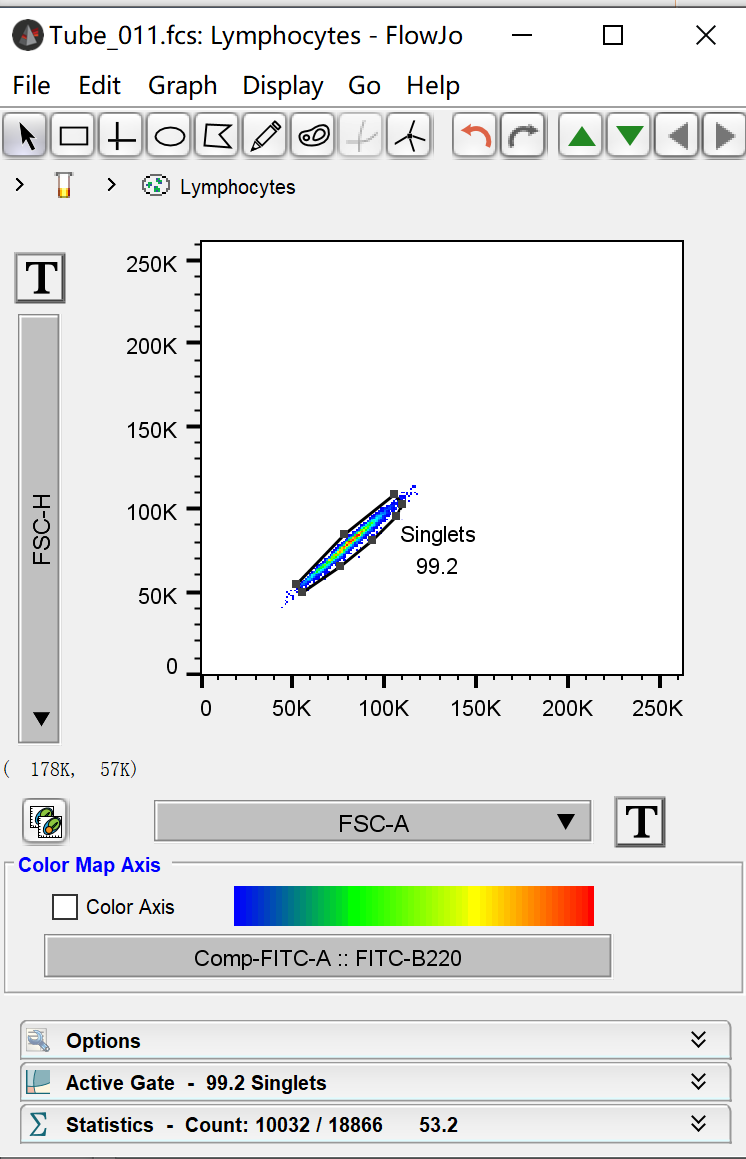 Tube_011.fcs: Lymphocytes - FlowJo
File Edit Graph Display Go Help
Lymphocytes
T
250K
200K
150K
100K
50K
0
FSC-H
Singlets
99.2
0 50K 100K 150K 200K 250K
( 178K, 57K)
FSC-A
T
Color Map Axis
Color Axis
Comp-FITC-A :: FITC-B220
Options
Active Gate - 99.2 Singlets
Statistics - Count: 10032 / 18866 53.2